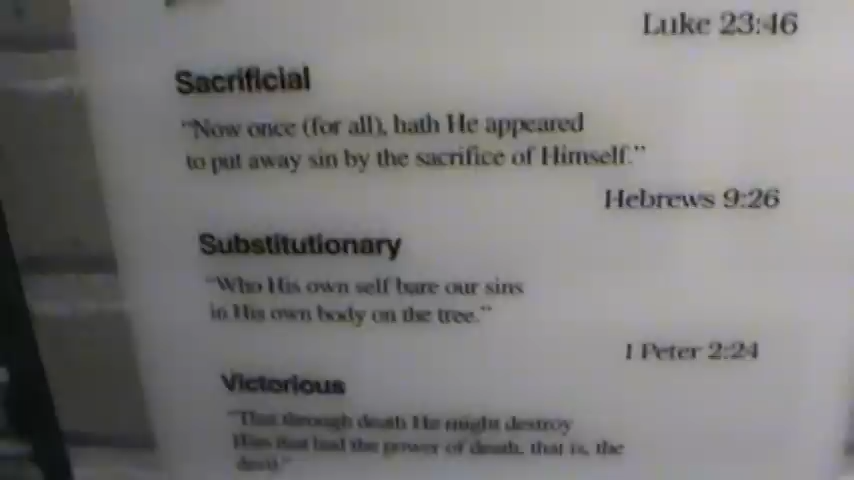 Luke 23:46
Sacrificial
"Now once (for all), hath He appeared
to put away sin by the sacrifice of Himself."
Hebrews 9:26
Substitutionary
"Who His own self bare our sins
in His own body on the tree."
1 Peter 2:24
Victorious
"That through death He might destroy
Him that had the power of death, that is, the
devil."